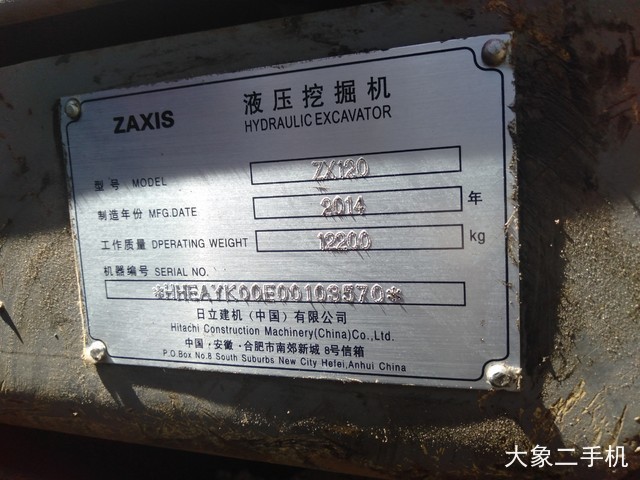 ZAXIS
液压挖掘机
HYDRAULIC EXCAVATOR
型号 MODEL ZX120
制造年份 MFG.DATE 2014 年
工作质量 DPERATING WEIGHT 12200 kg
机器编号 SERIAL NO.
日立建机（中国）有限公司
Hitachi Construction Machinery(China)Co.,Ltd.
中国·安徽·合肥市南郊新城 8号信箱
P.O.Box No.8 South Suburbs New City Hefei,Anhui China
大象二手机